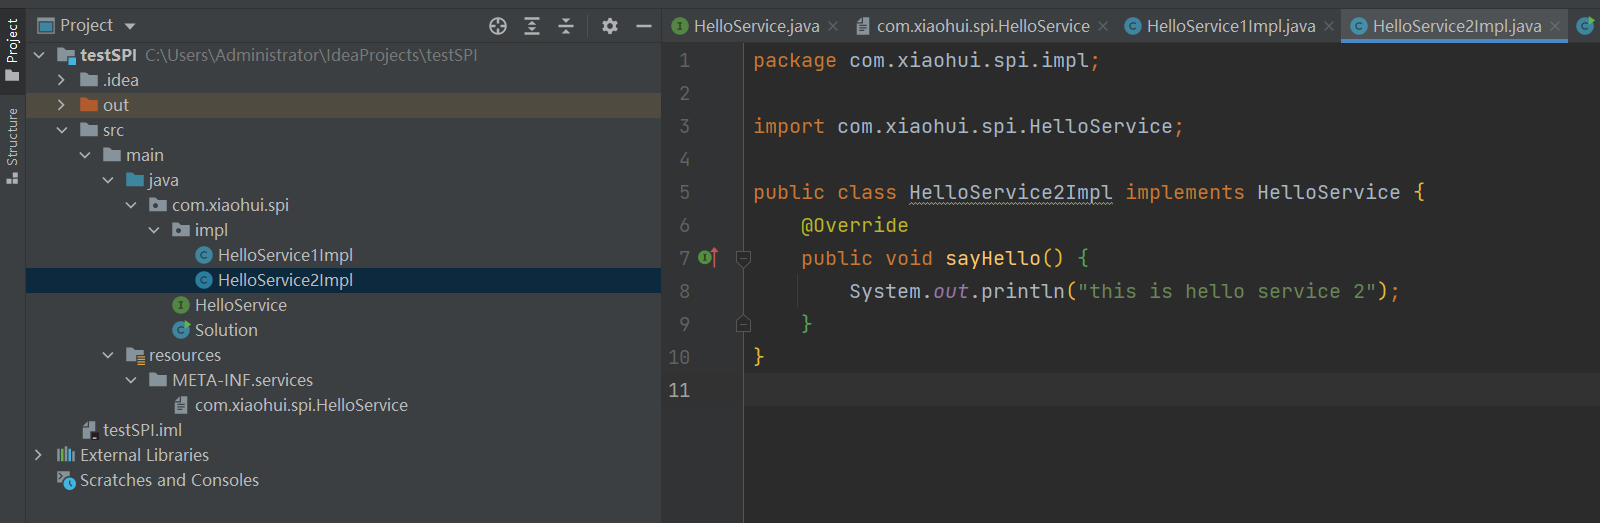 Project
Structure
Project
testSPI C:\Users\Administrator\IdeaProjects\testSPI
.idea
out
src
main
java
com.xiaohui.spi
impl
HelloService1Impl
HelloService2Impl
HelloService
Solution
resources
META-INF.services
com.xiaohui.spi.HelloService
testSPI.iml
External Libraries
Scratches and Consoles
HelloService.java com.xiaohui.spi.HelloService HelloService1Impl.java HelloService2Impl.java
1 package com.xiaohui.spi.impl;
2
3 import com.xiaohui.spi.HelloService;
4
5 public class HelloService2Impl implements HelloService {
6 @Override
7 public void sayHello() {
8 System.out.println("this is hello service 2");
9 }
10 }
11